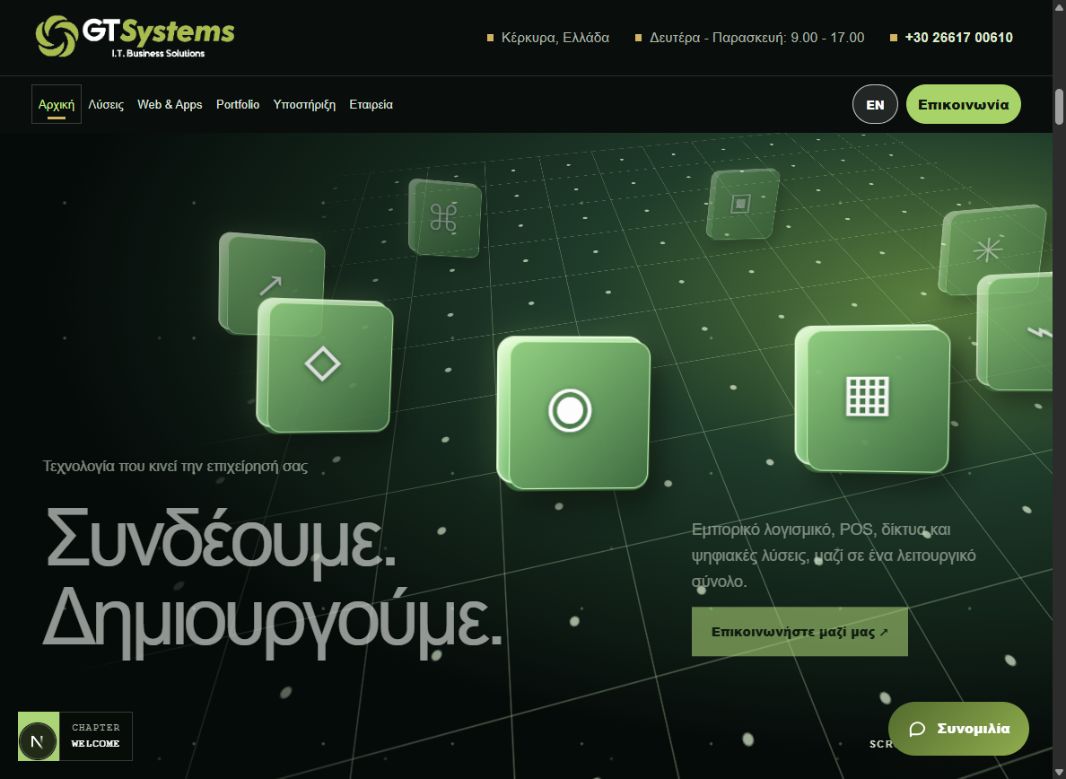 GTSystems
I.T. Business Solutions
Κέρκυρα, Ελλάδα
Δευτέρα - Παρασκευή: 9.00 - 17.00
+30 26617 00610
Αρχική
Λύσεις
Web & Apps
Portfolio
Υποστήριξη
Εταιρεία
EN
Επικοινωνία
Τεχνολογία που κινεί την επιχείρησή σας
Συνδέουμε.
Δημιουργούμε.
Εμπορικό λογισμικό, POS, δίκτυα και
ψηφιακές λύσεις, μαζί σε ένα λειτουργικό
σύνολο.
Επικοινωνήστε μαζί μας ↗
N
CHAPTER
WELCOME
Συνομιλία